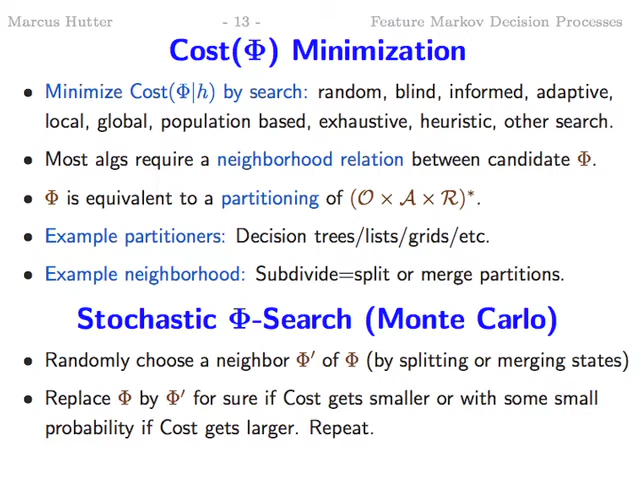 Marcus Hutter - 13 - Feature Markov Decision Processes
Cost(Φ) Minimization
• Minimize Cost(Φ|h) by search: random, blind, informed, adaptive,
local, global, population based, exhaustive, heuristic, other search.
• Most algs require a neighborhood relation between candidate Φ.
• Φ is equivalent to a partitioning of (𝒪 × 𝒜 × ℛ)*.
• Example partitioners: Decision trees/lists/grids/etc.
• Example neighborhood: Subdivide=split or merge partitions.
Stochastic Φ-Search (Monte Carlo)
• Randomly choose a neighbor Φ′ of Φ (by splitting or merging states)
• Replace Φ by Φ′ for sure if Cost gets smaller or with some small
probability if Cost gets larger. Repeat.